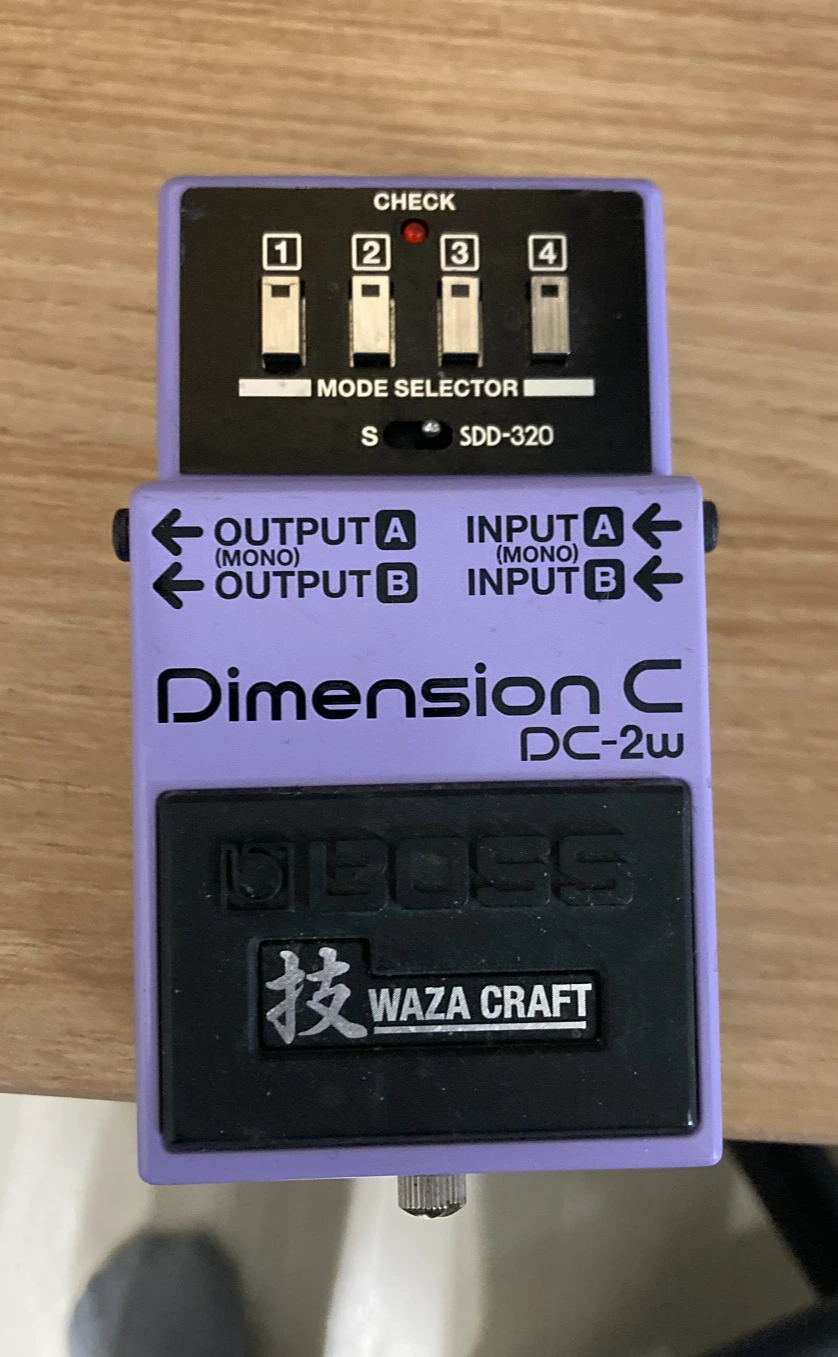 CHECK
1 2 3 4
MODE SELECTOR
S SDD-320
← OUTPUT A INPUT A ←
(MONO) (MONO)
← OUTPUT B INPUT B ←
Dimension C
DC-2w
BOSS
技 WAZA CRAFT